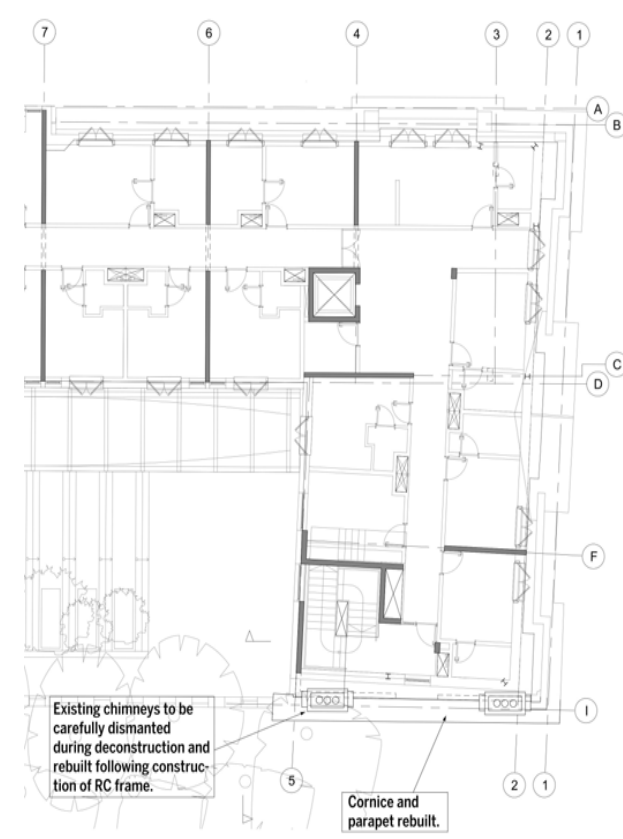 7
6
4
3
2
1
A
B
C
D
F
Existing chimneys to be
carefully dismanted
during deconstruction and
rebuilt following construc-
tion of RC frame.
I
5
2
1
Cornice and
parapet rebuilt.